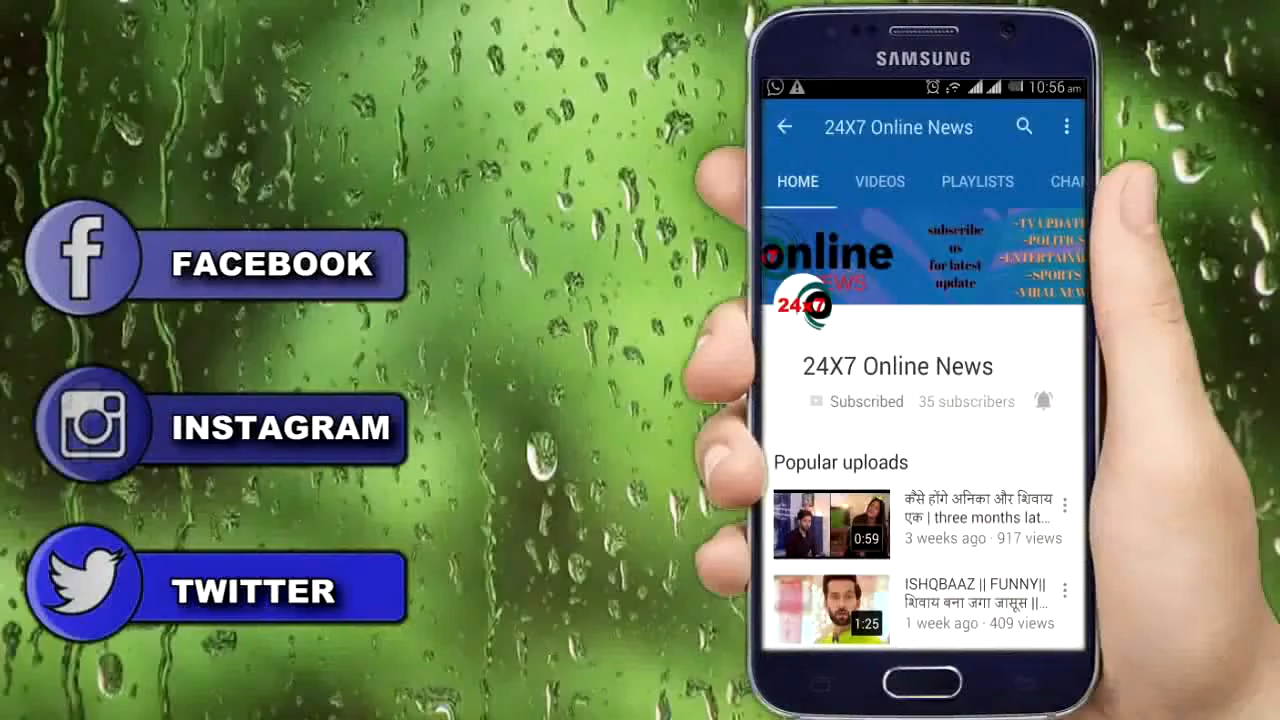 FACEBOOK
INSTAGRAM
TWITTER
SAMSUNG
10:56 am
24X7 Online News
HOME VIDEOS PLAYLISTS CHAN
online
NEWS
subscribe
us
for latest
update
-TV UPDATE
-POLITICS
-ENTERTAINM
-SPORTS
-VIRAL NEW
24x7
24X7 Online News
Subscribed 35 subscribers
Popular uploads
कैसे होंगे अनिका और शिवाय
एक | three months lat...
3 weeks ago · 917 views
0:59
ISHQBAAZ || FUNNY||
शिवाय बना जगा जासूस ||...
1 week ago · 409 views
1:25